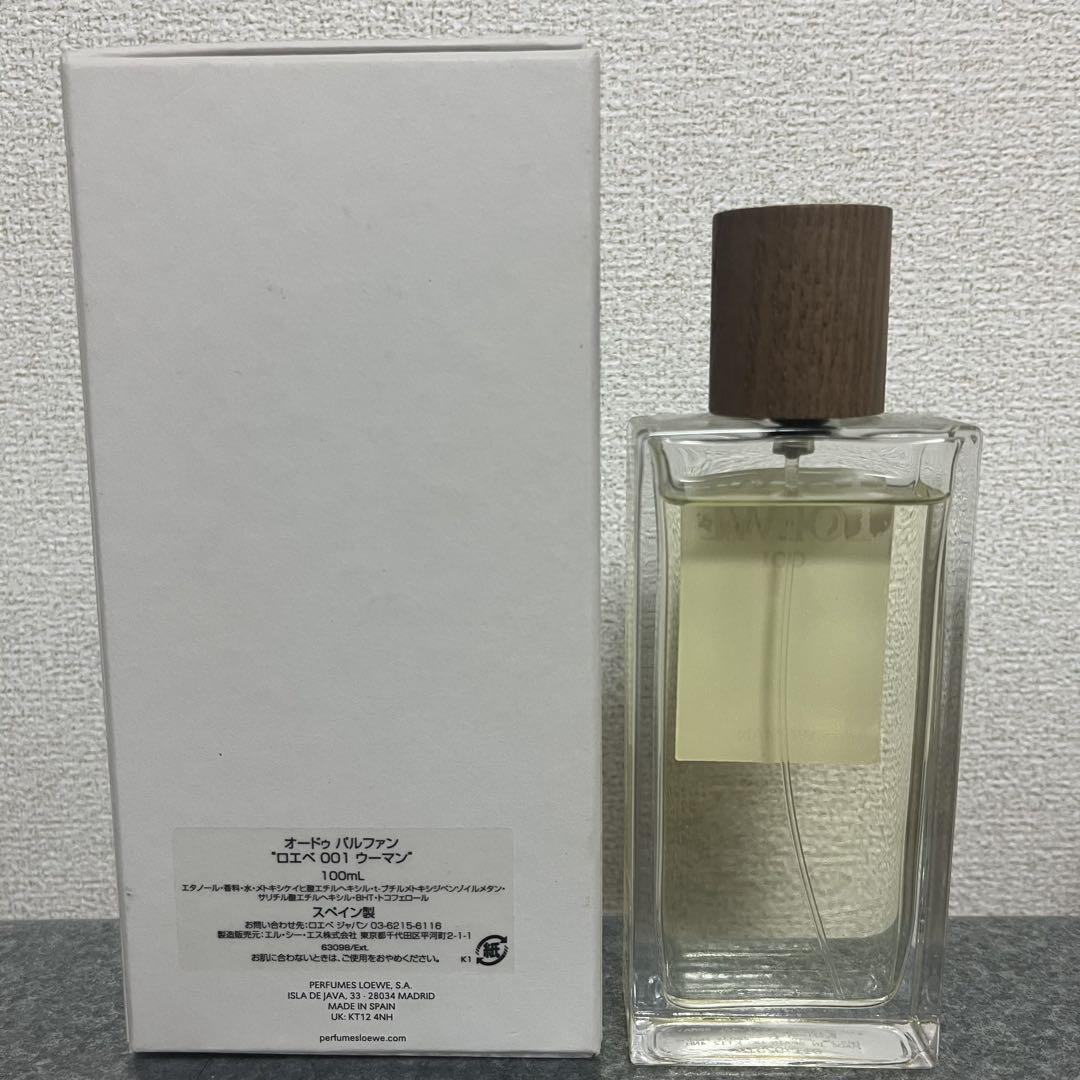 オードゥ パルファン
"ロエベ 001 ウーマン"
100mL
エタノール・香料・水・メトキシケイヒ酸エチルヘキシル・t-ブチルメトキシジベンゾイルメタン・
サリチル酸エチルヘキシル・BHT・トコフェロール
スペイン製
お問い合わせ先:ロエベ ジャパン 03-6215-6116
製造販売元:エル・シー・エス株式会社 東京都千代田区平河町2-1-1
63098/Ext.
お肌に合わないときは、ご使用をおやめください。
K1 紙
PERFUMES LOEWE, S.A.
ISLA DE JAVA, 33 - 28034 MADRID
MADE IN SPAIN
UK: KT12 4NH
perfumesloewe.com
LOEWE
001